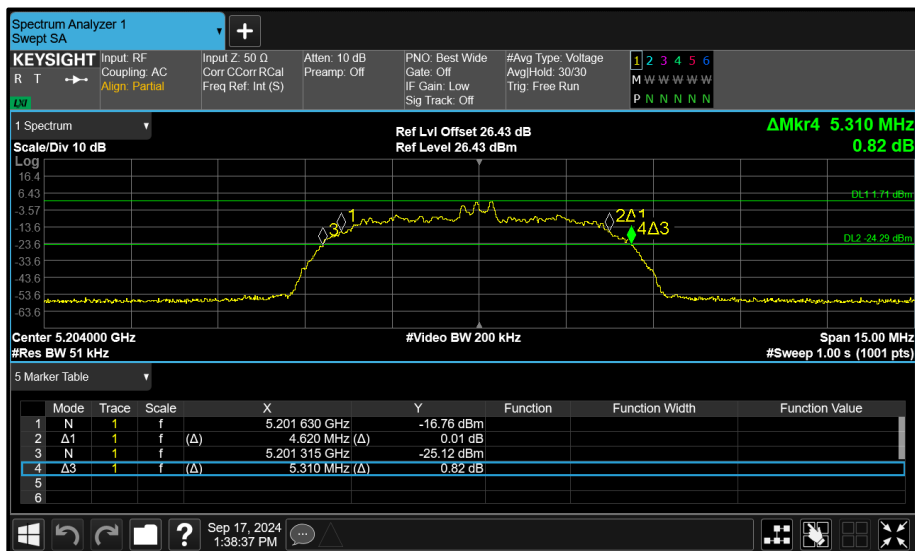 Spectrum Analyzer 1
Swept SA
+
KEYSIGHT
R T
LXI
Input: RF
Coupling: AC
Align: Partial
Input Z: 50 Ω
Corr CCorr RCal
Freq Ref: Int (S)
Atten: 10 dB
Preamp: Off
PNO: Best Wide
Gate: Off
IF Gain: Low
Sig Track: Off
#Avg Type: Voltage
Avg|Hold: 30/30
Trig: Free Run
1 2 3 4 5 6
M W W W W W
P N N N N N
1 Spectrum
Scale/Div 10 dB
Ref Lvl Offset 26.43 dB
Ref Level 26.43 dBm
ΔMkr4 5.310 MHz
0.82 dB
Log
16.4
6.43
-3.57
-13.6
-23.6
-33.6
-43.6
-53.6
-63.6
DL1 1.71 dBm
DL2 -24.29 dBm
3
1
2Δ1
4Δ3
Center 5.204000 GHz
#Res BW 51 kHz
#Video BW 200 kHz
Span 15.00 MHz
#Sweep 1.00 s (1001 pts)
5 Marker Table
Mode Trace Scale X Y Function Function Width Function Value
1 N 1 f 5.201 630 GHz -16.76 dBm
2 Δ1 1 f (Δ) 4.620 MHz (Δ) 0.01 dB
3 N 1 f 5.201 315 GHz -25.12 dBm
4 Δ3 1 f (Δ) 5.310 MHz (Δ) 0.82 dB
5
6
?
Sep 17, 2024
1:38:37 PM